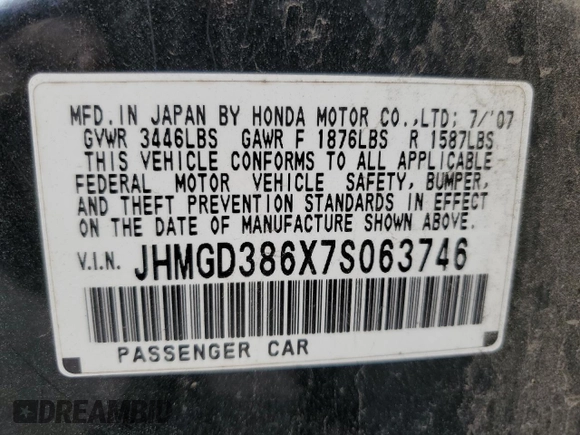 MFD.IN JAPAN BY HONDA MOTOR CO.,LTD; 7/'07
GVWR 3446LBS GAWR F 1876LBS R 1587LBS
THIS VEHICLE CONFORMS TO ALL APPLICABLE
FEDERAL MOTOR VEHICLE SAFETY, BUMPER,
AND THEFT PREVENTION STANDARDS IN EFFECT
ON THE DATE OF MANUFACTURE SHOWN ABOVE.
V.I.N. JHMGD386X7S063746
PASSENGER CAR
DREAMBID